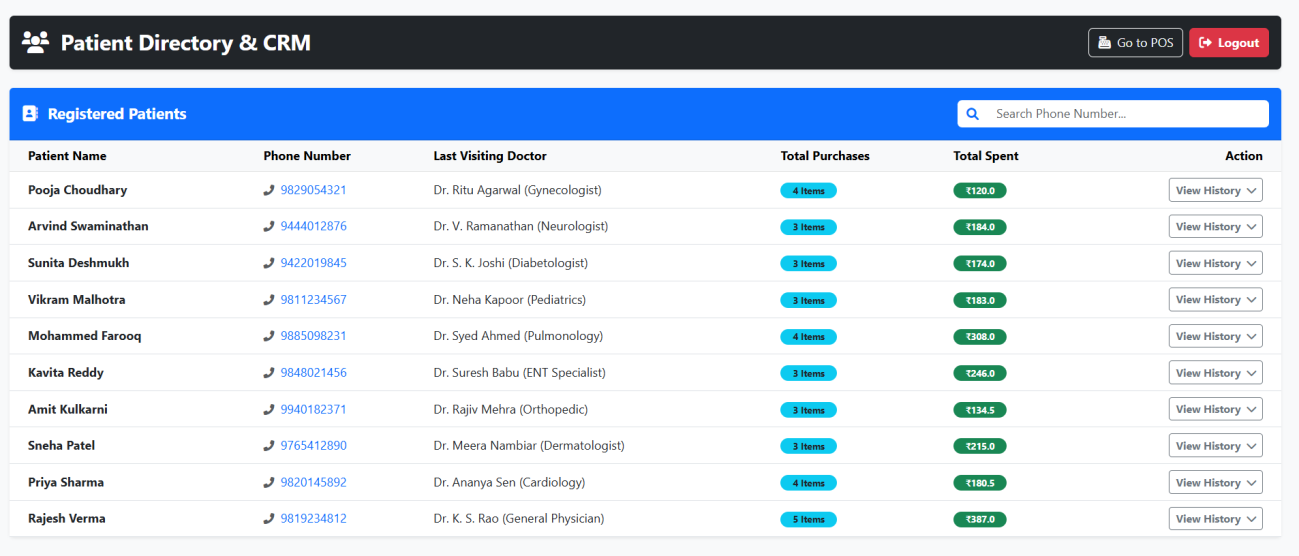 Patient Directory & CRM Go to POS Logout
Registered Patients Search Phone Number...
Patient Name Phone Number Last Visiting Doctor Total Purchases Total Spent Action
Pooja Choudhary 9829054321 Dr. Ritu Agarwal (Gynecologist) 4 Items ₹120.0 View History
Arvind Swaminathan 9444012876 Dr. V. Ramanathan (Neurologist) 3 Items ₹184.0 View History
Sunita Deshmukh 9422019845 Dr. S. K. Joshi (Diabetologist) 3 Items ₹174.0 View History
Vikram Malhotra 9811234567 Dr. Neha Kapoor (Pediatrics) 3 Items ₹183.0 View History
Mohammed Farooq 9885098231 Dr. Syed Ahmed (Pulmonology) 4 Items ₹308.0 View History
Kavita Reddy 9848021456 Dr. Suresh Babu (ENT Specialist) 3 Items ₹246.0 View History
Amit Kulkarni 9940182371 Dr. Rajiv Mehra (Orthopedic) 3 Items ₹134.5 View History
Sneha Patel 9765412890 Dr. Meera Nambiar (Dermatologist) 3 Items ₹215.0 View History
Priya Sharma 9820145892 Dr. Ananya Sen (Cardiology) 4 Items ₹180.5 View History
Rajesh Verma 9819234812 Dr. K. S. Rao (General Physician) 5 Items ₹387.0 View History